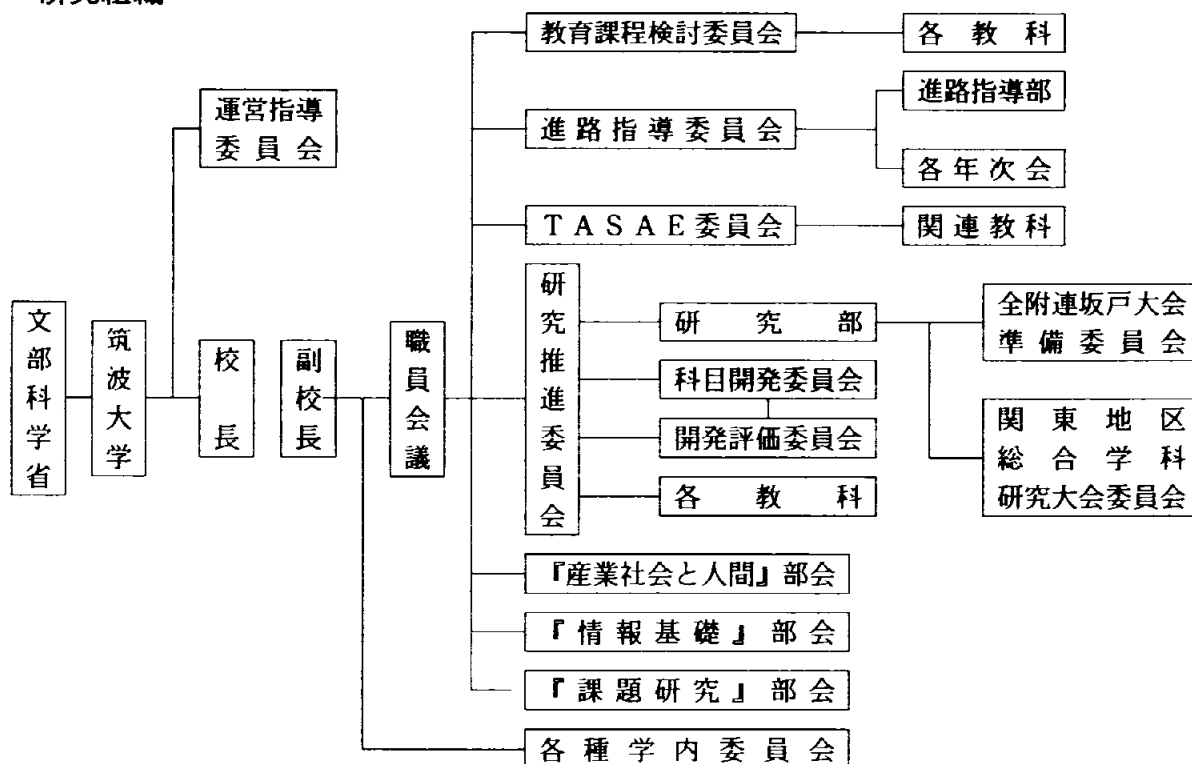 教育課程検討委員会
各教科
運営指導
委員会
進路指導委員会
進路指導部
各年次会
TASAE委員会
関連教科
文部科学省
筑波大学
校長
副校長
職員会議
研究推進委員会
研究部
全附連坂戸大会
準備委員会
科目開発委員会
開発評価委員会
関東地区
総合学科
研究大会委員会
各教科
『産業社会と人間』部会
『情報基礎』部会
『課題研究』部会
各種学内委員会